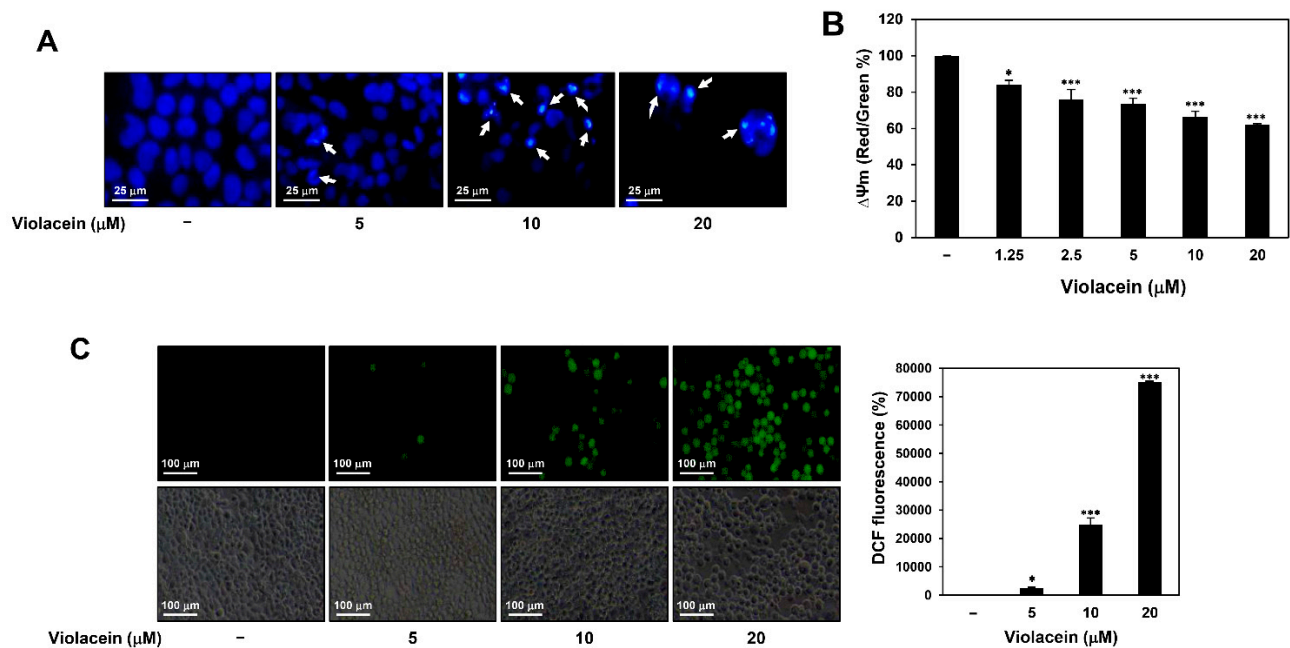 A
25 μm
25 μm
25 μm
25 μm
Violacein (μM)
–
5
10
20
B
120
100
80
60
40
20
0
ΔΨm (Red/Green %)
*
***
***
***
***
–
1.25
2.5
5
10
20
Violacein (μM)
C
100 μm
100 μm
100 μm
100 μm
100 μm
100 μm
100 μm
100 μm
Violacein (μM)
–
5
10
20
80000
70000
60000
50000
40000
30000
20000
10000
0
DCF fluorescence (%)
*
***
***
–
5
10
20
Violacein (μM)